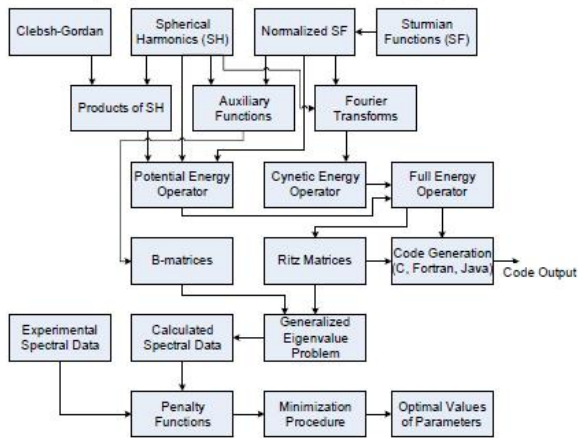 Clebsh-Gordan
Spherical
Harmonics (SH)
Normalized SF
Sturmian
Functions (SF)
Products of SH
Auxiliary
Functions
Fourier
Transforms
Potential Energy
Operator
Cynetic Energy
Operator
Full Energy
Operator
B-matrices
Ritz Matrices
Code Generation
(C, Fortran, Java)
Code Output
Experimental
Spectral Data
Calculated
Spectral Data
Generalized
Eigenvalue
Problem
Penalty
Functions
Minimization
Procedure
Optimal Values
of Parameters